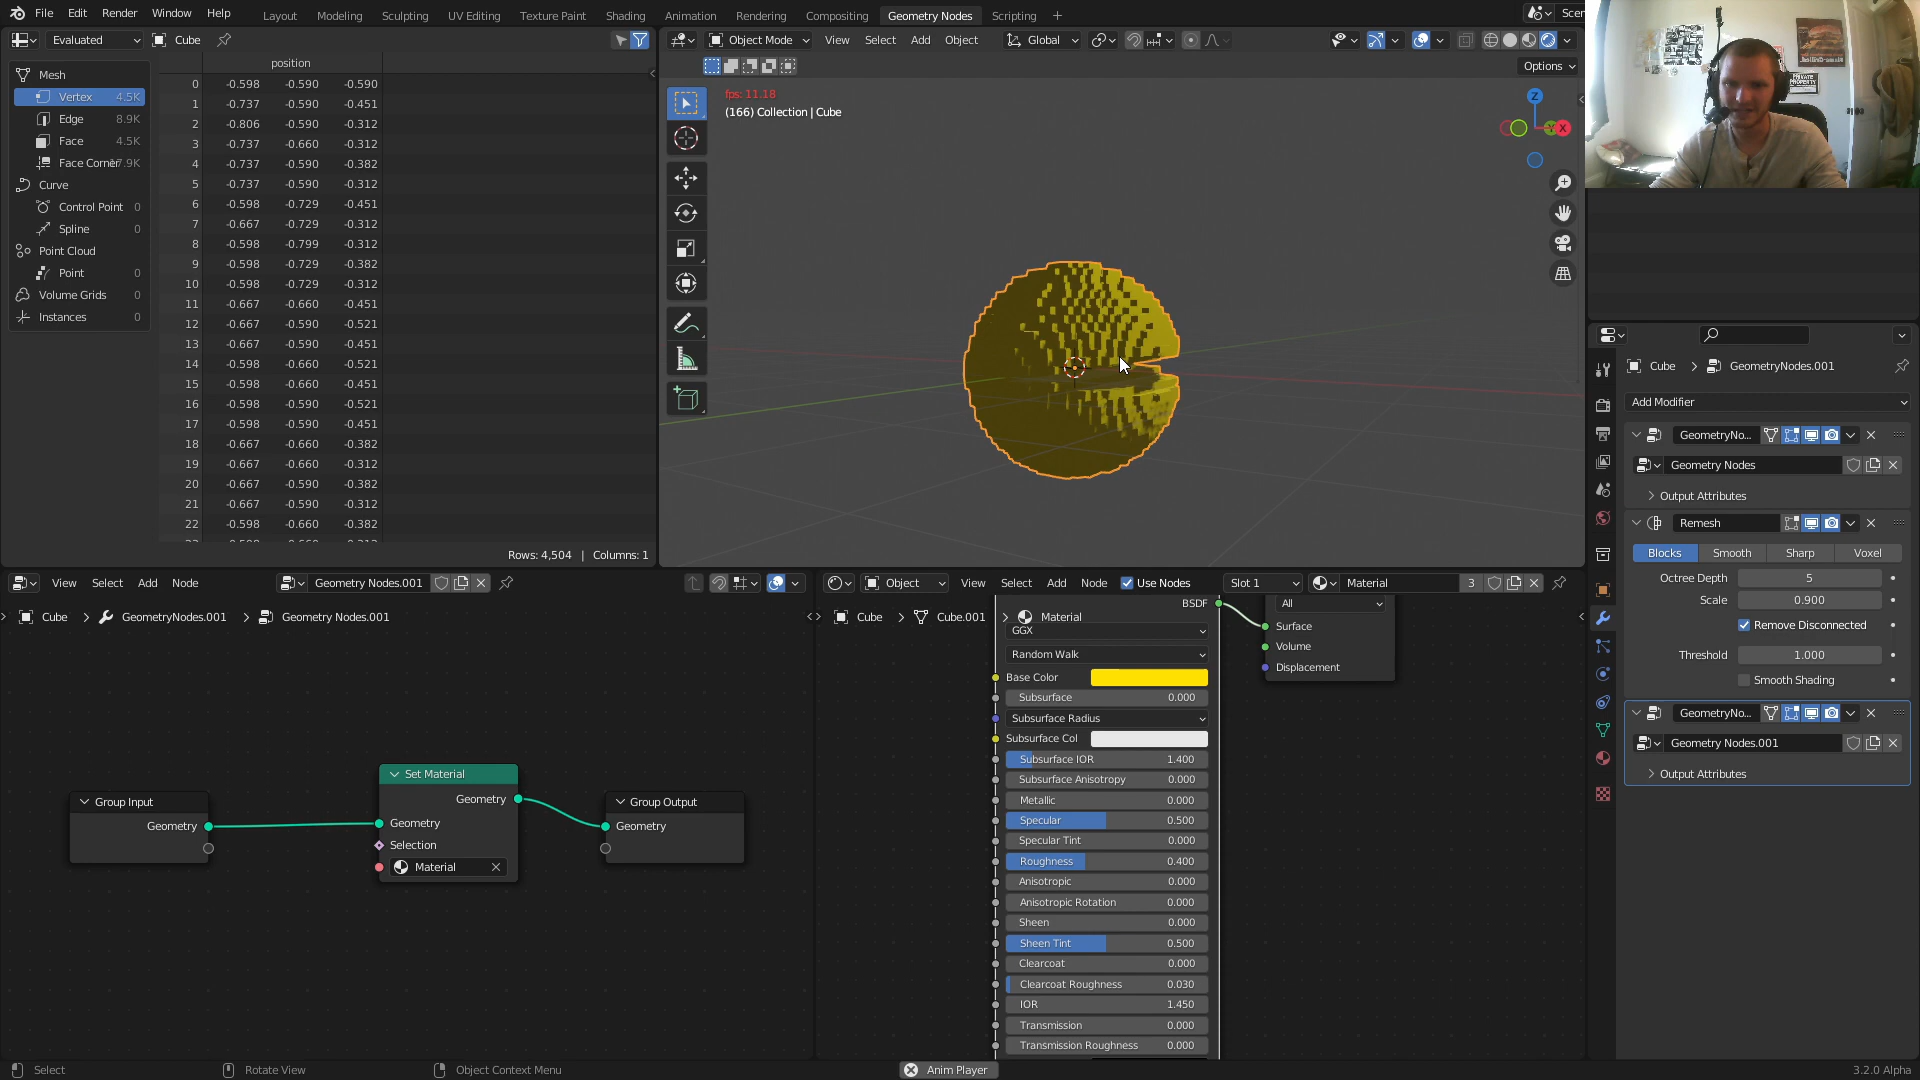 File Edit Render Window Help
Layout Modeling Sculpting UV Editing Texture Paint Shading Animation Rendering Compositing Geometry Nodes Scripting +
Scen
Evaluated Cube
Object Mode View Select Add Object Global
Options
position
Mesh
Vertex 4.5K
Edge 8.9K
Face 4.5K
Face Corner 7.9K
Curve
Control Point 0
Spline 0
Point Cloud
Point 0
Volume Grids 0
Instances 0
0 -0.598 -0.590 -0.590
1 -0.737 -0.590 -0.451
2 -0.806 -0.590 -0.312
3 -0.737 -0.660 -0.312
4 -0.737 -0.590 -0.382
5 -0.737 -0.590 -0.312
6 -0.598 -0.729 -0.451
7 -0.667 -0.729 -0.312
8 -0.598 -0.799 -0.312
9 -0.598 -0.729 -0.382
10 -0.598 -0.729 -0.312
11 -0.667 -0.660 -0.451
12 -0.667 -0.590 -0.521
13 -0.667 -0.590 -0.451
14 -0.598 -0.660 -0.521
15 -0.598 -0.660 -0.451
16 -0.598 -0.590 -0.521
17 -0.598 -0.590 -0.451
18 -0.667 -0.660 -0.382
19 -0.667 -0.660 -0.312
20 -0.667 -0.590 -0.382
21 -0.667 -0.590 -0.312
22 -0.598 -0.660 -0.382
Rows: 4,504 | Columns: 1
fps: 11.18
(166) Collection | Cube
Z
Y
X
PRIVATE PROPERTY
Cube GeometryNodes.001
Add Modifier
GeometryNo...
Geometry Nodes
Output Attributes
Remesh
Blocks Smooth Sharp Voxel
Octree Depth 5
Scale 0.900
Remove Disconnected
Threshold 1.000
Smooth Shading
GeometryNo...
Geometry Nodes.001
Output Attributes
View Select Add Node Geometry Nodes.001
Cube GeometryNodes.001 Geometry Nodes.001
Group Input
Geometry
Set Material
Geometry
Geometry
Selection
Material
Group Output
Geometry
Object View Select Add Node Use Nodes Slot 1 Material 3
Cube Cube.001 Material
BSDF
GGX
Random Walk
Base Color
Subsurface 0.000
Subsurface Radius
Subsurface Col
Subsurface IOR 1.400
Subsurface Anisotropy 0.000
Metallic 0.000
Specular 0.500
Specular Tint 0.000
Roughness 0.400
Anisotropic 0.000
Anisotropic Rotation 0.000
Sheen 0.000
Sheen Tint 0.500
Clearcoat 0.000
Clearcoat Roughness 0.030
IOR 1.450
Transmission 0.000
Transmission Roughness 0.000
All
Surface
Volume
Displacement
Select Rotate View Object Context Menu Anim Player 3.2.0 Alpha